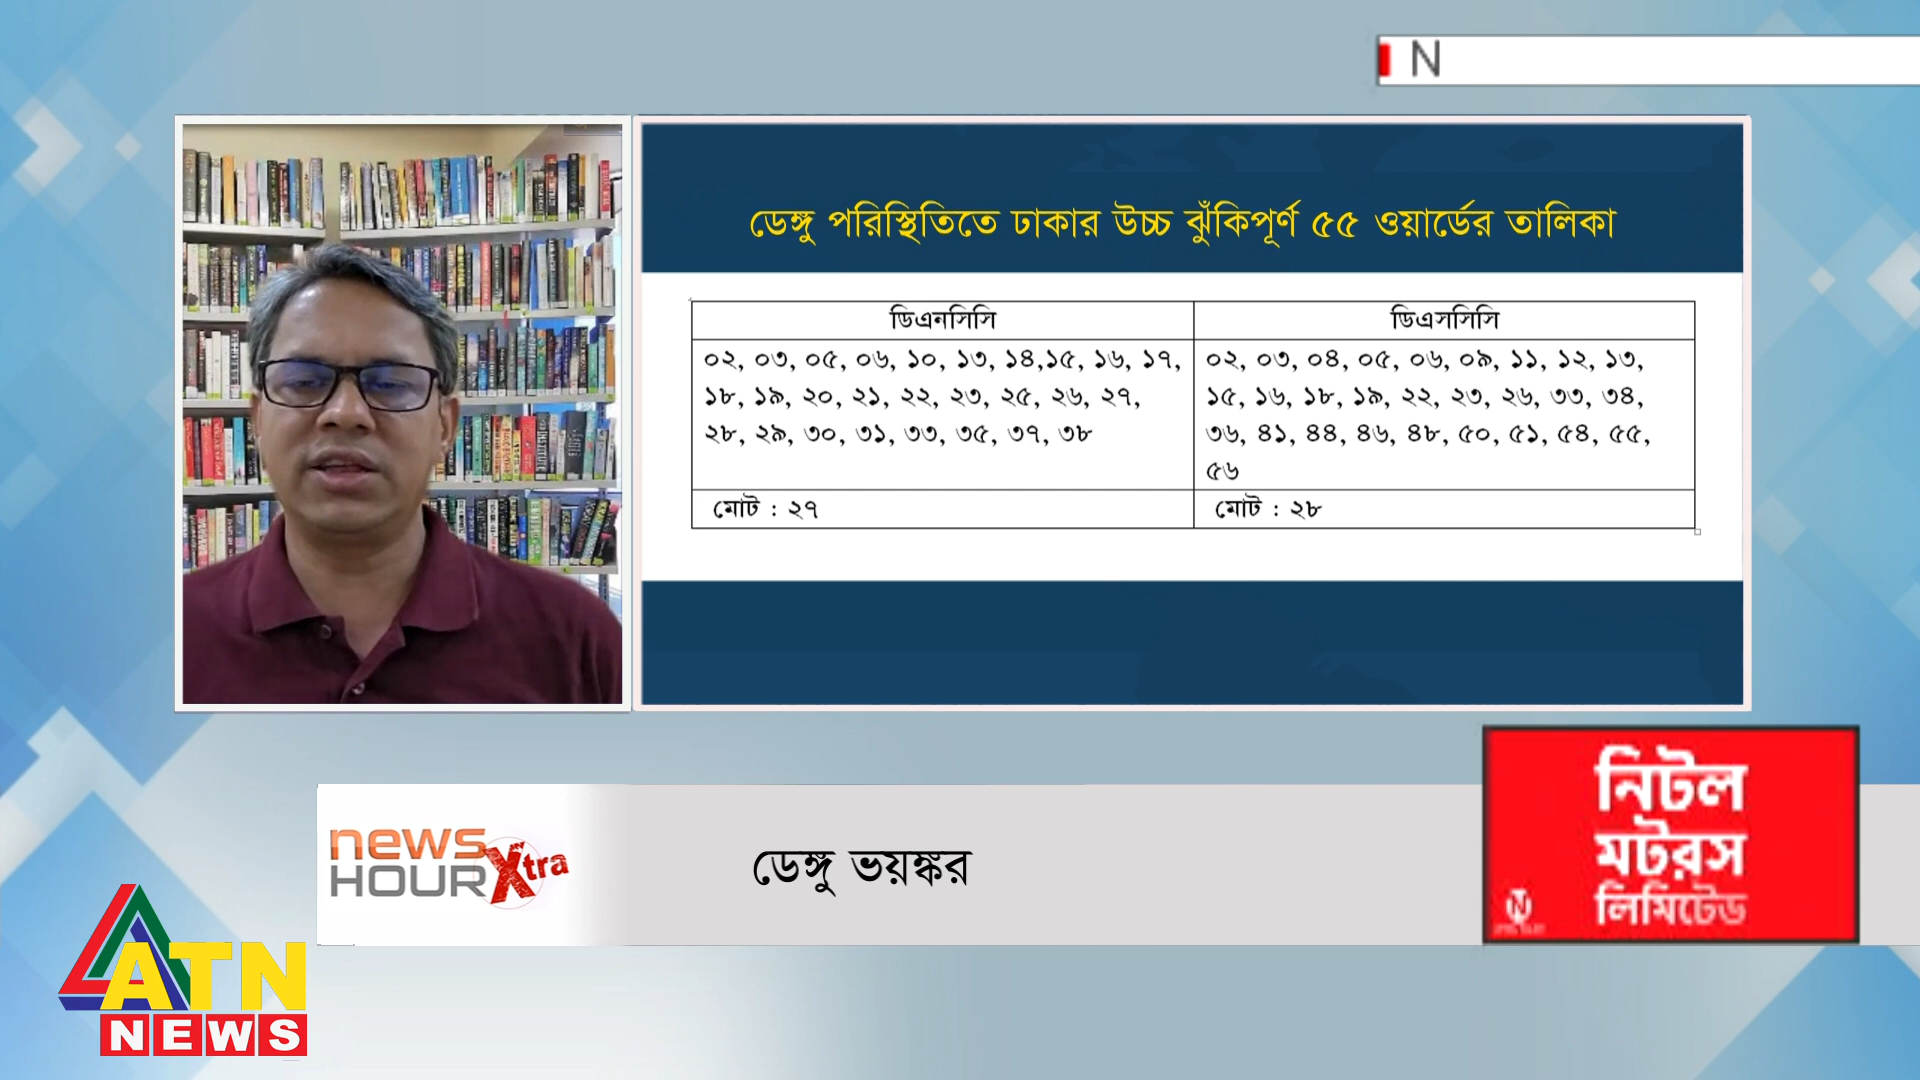 N
ডেঙ্গু পরিস্থিতিতে ঢাকার উচ্চ ঝুঁকিপূর্ণ ৫৫ ওয়ার্ডের তালিকা
ডিএনসিসি
০২, ০৩, ০৫, ০৬, ১০, ১৩, ১৪,১৫, ১৬, ১৭,
১৮, ১৯, ২০, ২১, ২২, ২৩, ২৫, ২৬, ২৭,
২৮, ২৯, ৩০, ৩১, ৩৩, ৩৫, ৩৭, ৩৮
মোট : ২৭
ডিএসসিসি
০২, ০৩, ০৪, ০৫, ০৬, ০৯, ১১, ১২, ১৩,
১৫, ১৬, ১৮, ১৯, ২২, ২৩, ২৬, ৩৩, ৩৪,
৩৬, ৪১, ৪৪, ৪৬, ৪৮, ৫০, ৫১, ৫৪, ৫৫,
৫৬
মোট : ২৮
news
HOUR Xtra
ডেঙ্গু ভয়ঙ্কর
নিটল
মটরস
লিমিটেড
ATN
NEWS